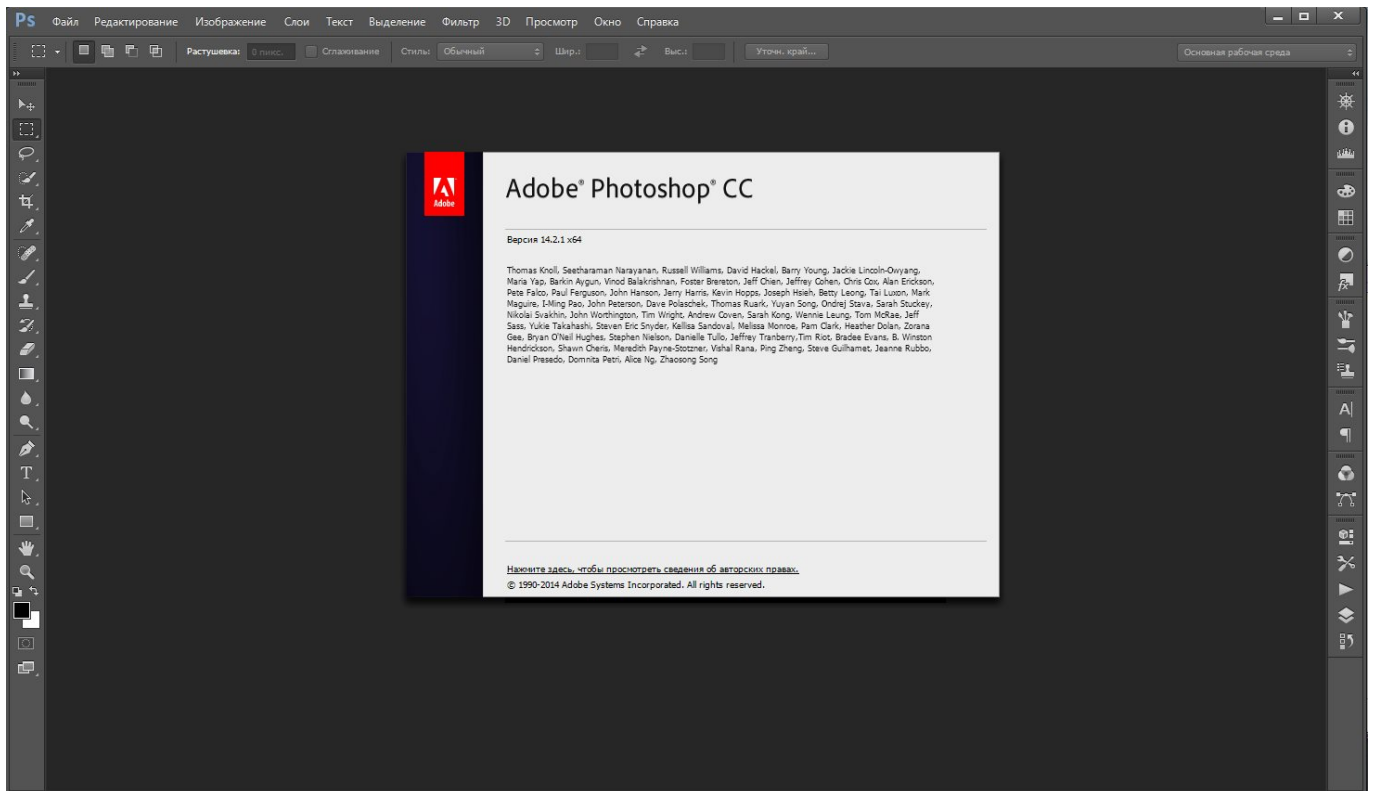 Ps Файл Редактирование Изображение Слои Текст Выделение Фильтр 3D Просмотр Окно Справка
Растушевка: 0 пикс. Сглаживание Стиль: Обычный Шир.: Выс.: Уточн. край... Основная рабочая среда
Adobe
Adobe® Photoshop® CC
Версия 14.2.1 x64
Thomas Knoll, Seetharaman Narayanan, Russell Williams, David Hackel, Barry Young, Jackie Lincoln-Owyang,
Maria Yap, Barkin Aygun, Vinod Balakrishnan, Foster Brereton, Jeff Chien, Jeffrey Cohen, Chris Cox, Alan Erickson,
Pete Falco, Paul Ferguson, John Hanson, Jerry Harris, Kevin Hopps, Joseph Hsieh, Betty Leong, Tai Luxon, Mark
Maguire, I-Ming Pao, John Peterson, Dave Polaschek, Thomas Ruark, Yuyan Song, Ondrej Stava, Sarah Stuckey,
Nikolai Svakhin, John Worthington, Tim Wright, Andrew Coven, Sarah Kong, Wennie Leung, Tom McRae, Jeff
Sass, Yukie Takahashi, Steven Eric Snyder, Kellisa Sandoval, Melissa Monroe, Pam Clark, Heather Dolan, Zorana
Gee, Bryan O'Neil Hughes, Stephen Nielson, Danielle Tullo, Jeffrey Tranberry,Tim Riot, Bradee Evans, B. Winston
Hendrickson, Shawn Cheris, Meredith Payne-Stotzner, Vishal Rana, Ping Zheng, Steve Guilhamet, Jeanne Rubbo,
Daniel Presedo, Domnita Petri, Alice Ng, Zhaosong Song
Нажмите здесь, чтобы просмотреть сведения об авторских правах.
© 1990-2014 Adobe Systems Incorporated. All rights reserved.